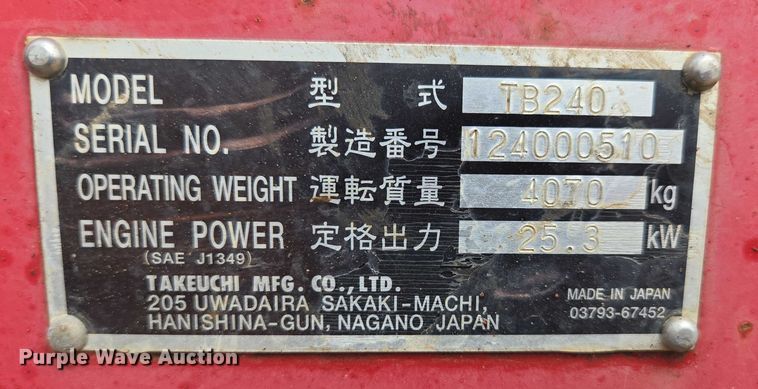 MODEL 型式 TB240
SERIAL NO. 製造番号 124000510
OPERATING WEIGHT 運転質量 4070 kg
ENGINE POWER 定格出力 25.3 kW
(SAE J1349)
TAKEUCHI MFG. CO.,LTD.
205 UWADAIRA SAKAKI-MACHI,
HANISHINA-GUN, NAGANO JAPAN
MADE IN JAPAN
03793-67452
Purple Wave Auction